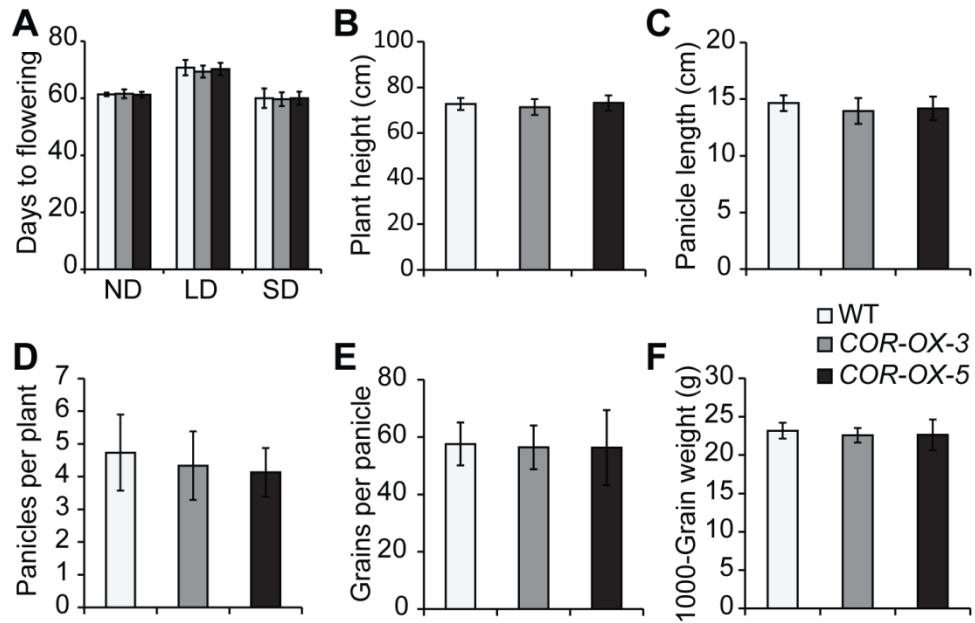 A
Days to flowering
80
60
40
20
0
ND LD SD
B
Plant height (cm)
100
80
60
40
20
0
C
Panicle length (cm)
20
15
10
5
0
WT
COR-OX-3
COR-OX-5
D
Panicles per plant
7
6
5
4
3
2
1
0
E
Grains per panicle
80
60
40
20
0
F
1000-Grain weight (g)
30
25
20
15
10
5
0